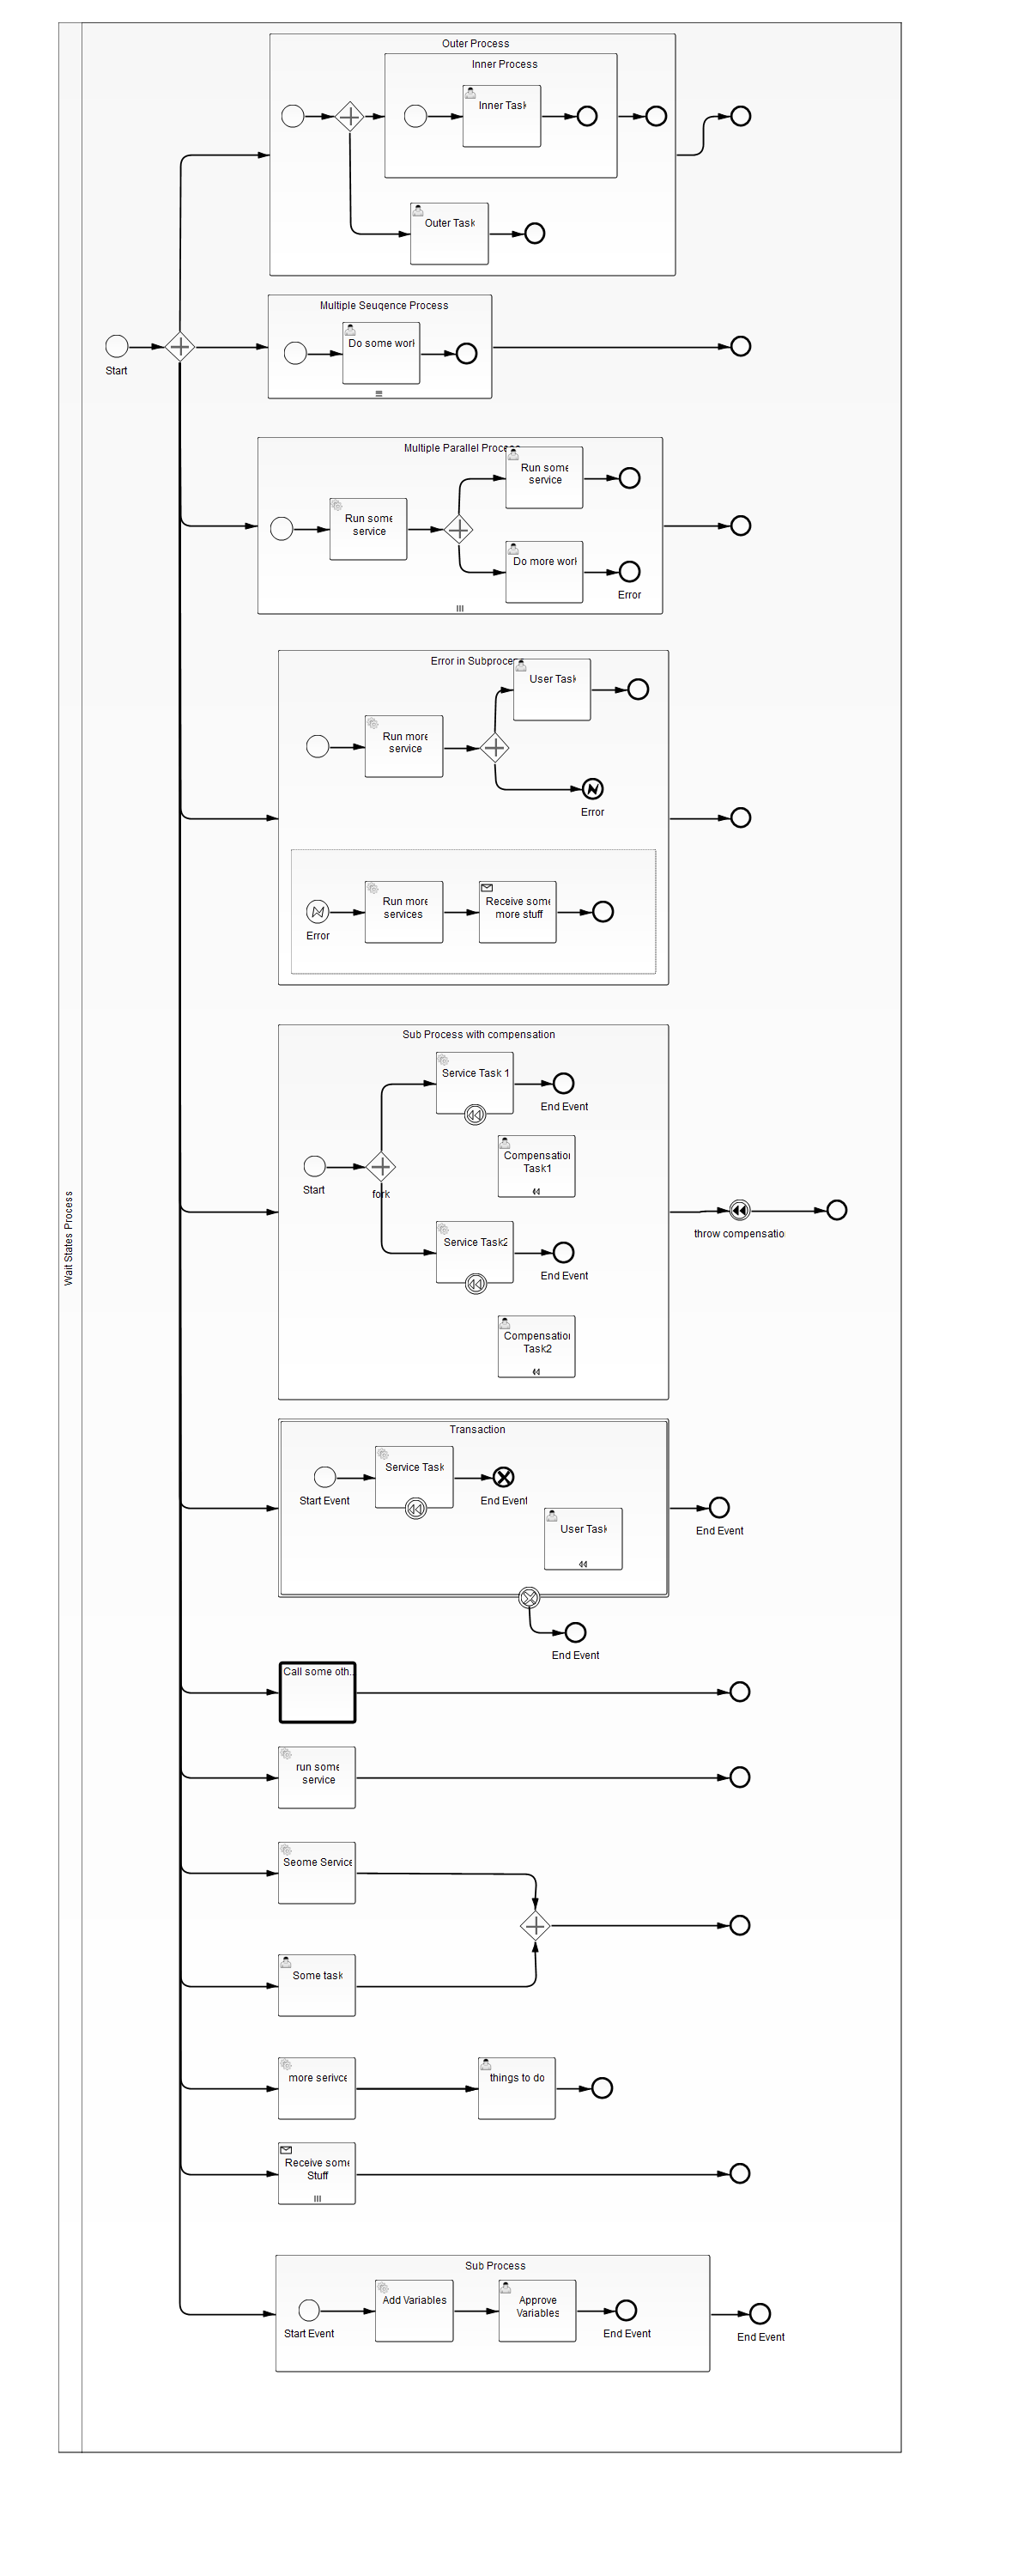 Outer Process
Inner Process
Inner Task
Outer Task
Multiple Seuqence Process
Do some work
Start
Multiple Parallel Process
Run some
service
Run some
service
Do more work
Error
Error in Subproce
User Task
Run more
service
Error
Run more
services
Receive some
more stuff
Error
Sub Process with compensation
Service Task 1
End Event
Compensation
Task1
Start
fork
throw compensatio
Service Task2
End Event
Compensation
Task2
Wait States Process
Transaction
Service Task
Start Event
End Event
User Task
End Event
End Event
Call some oth..
run some
service
Seome Service
Some task
more serivce
things to do
Receive some
Stuff
Sub Process
Add Variables
Approve
Variables
Start Event
End Event
End Event